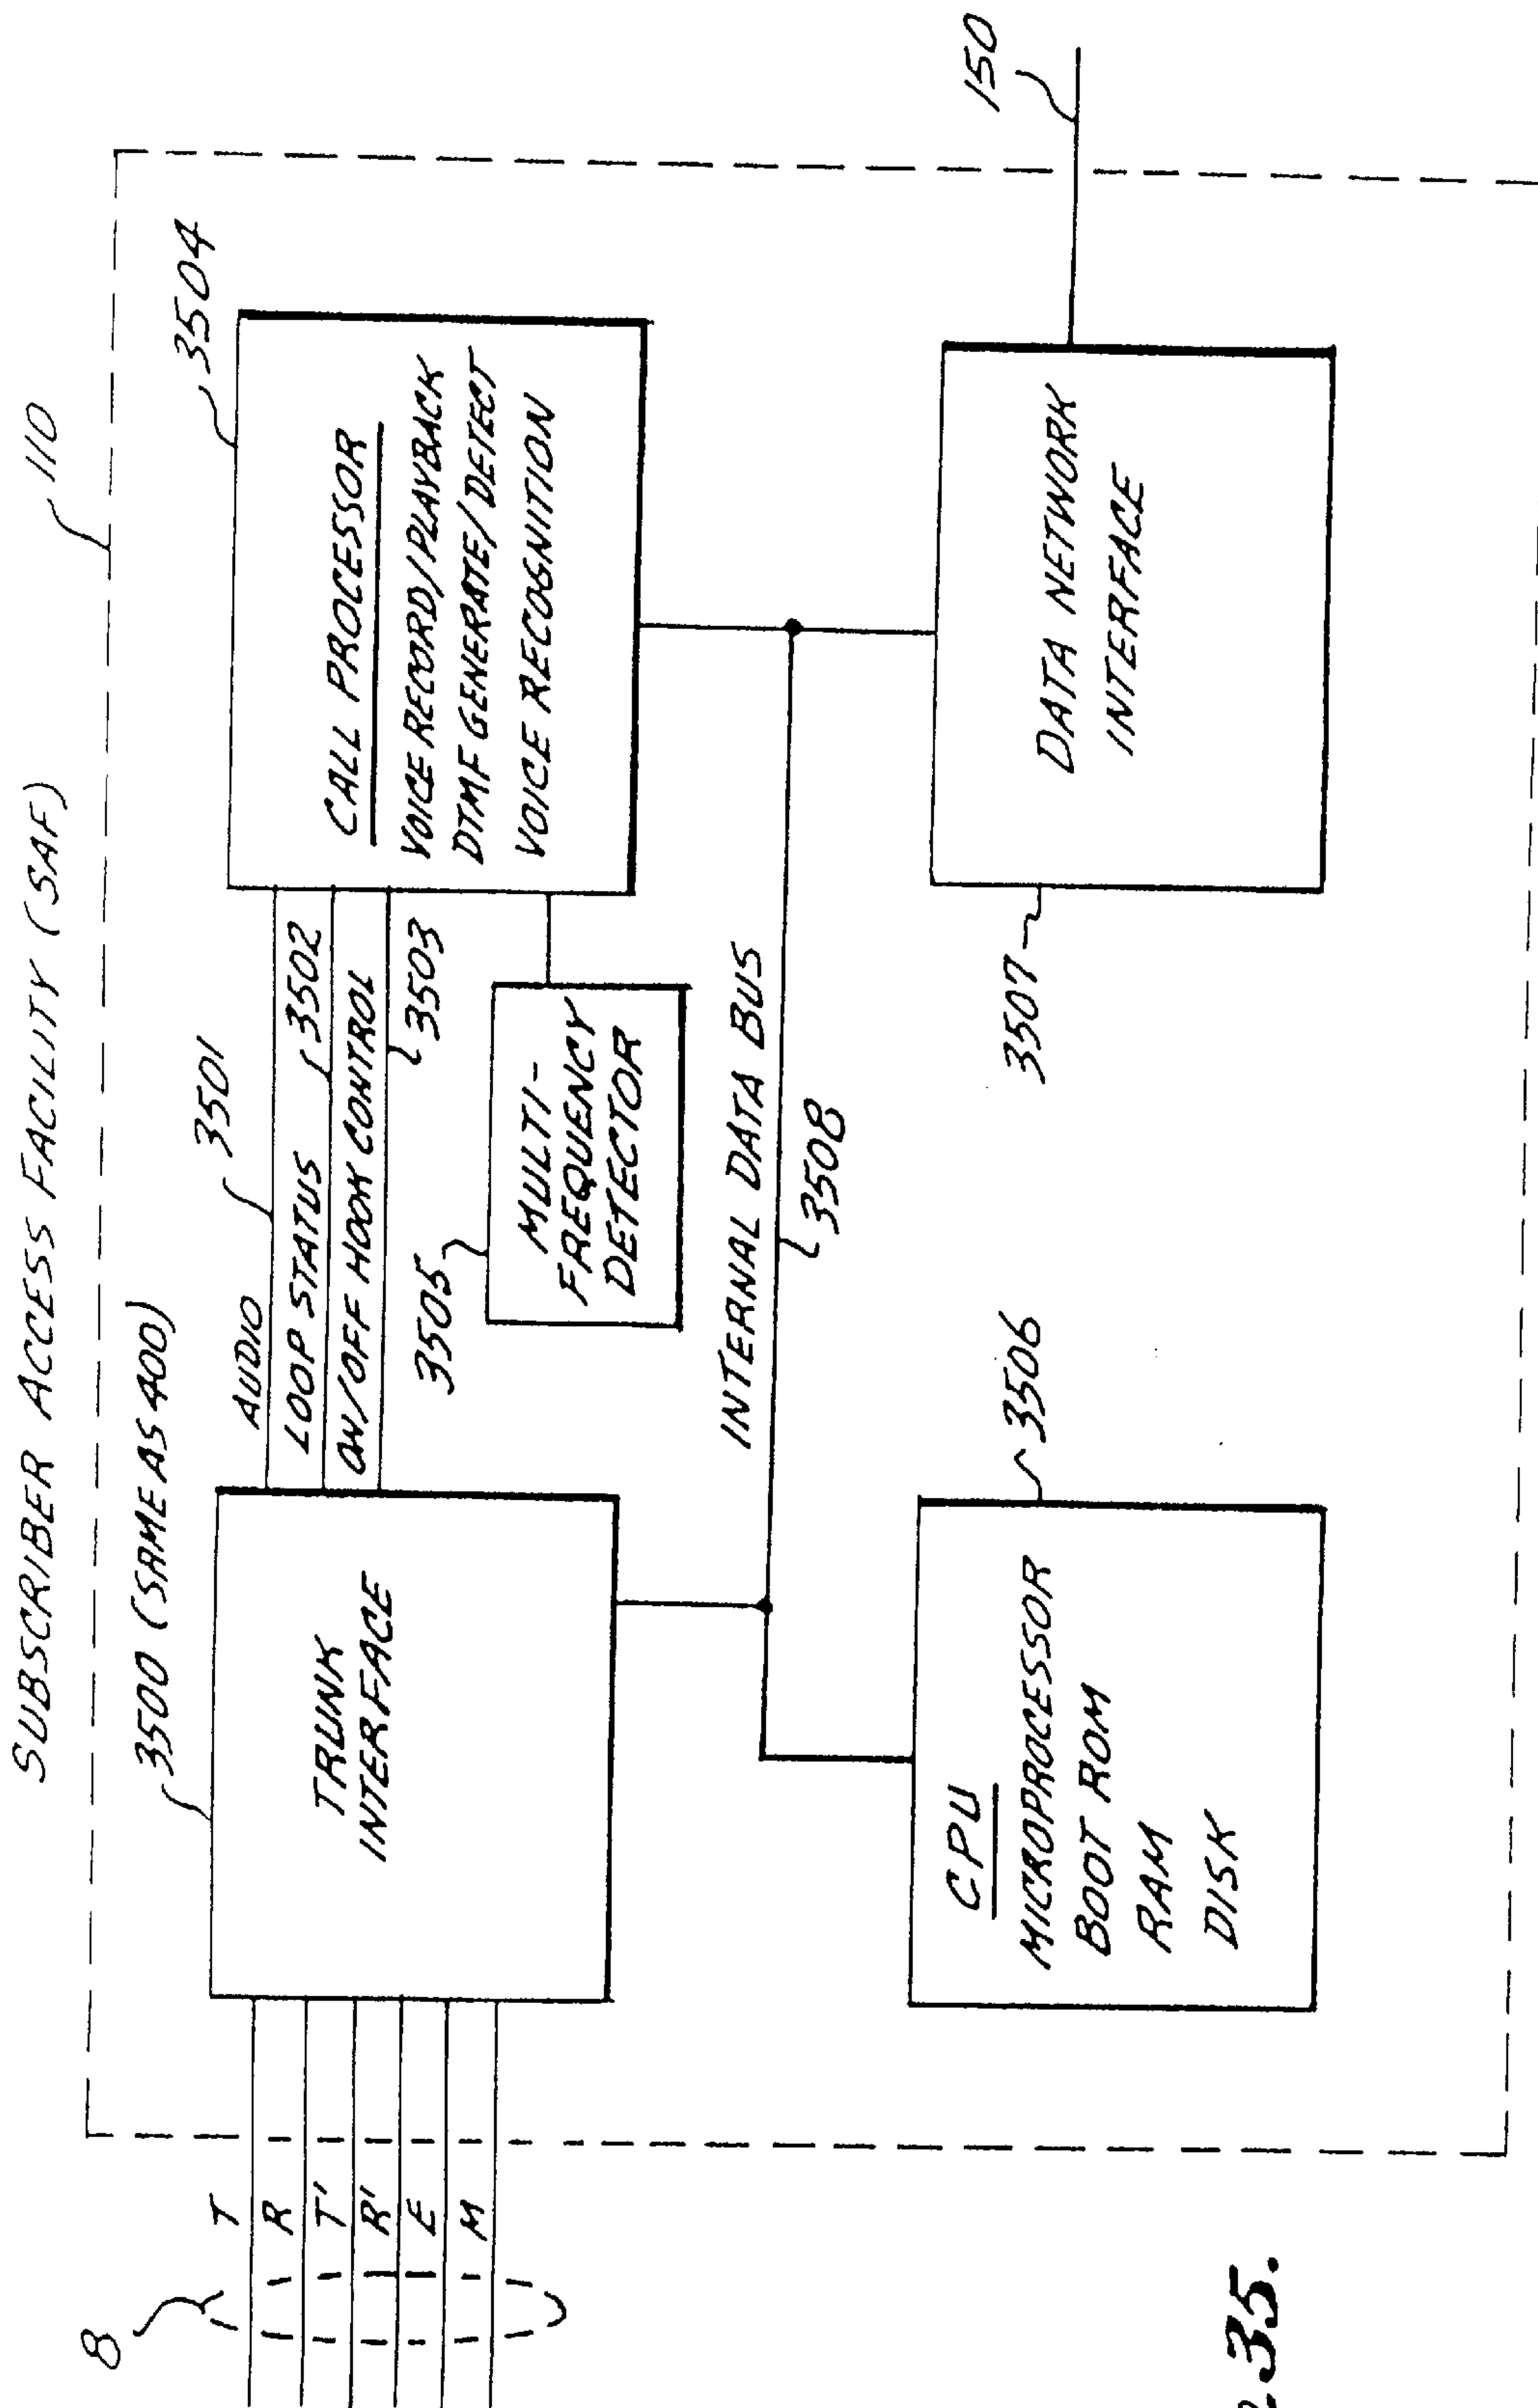 SUBSCRIBER ACCESS FACILITY (SAF)
110
3500 (SAME AS 400)
8
T
R
T'
R'
E
M
TRUNK
INTERFACE
AUDIO
3501
LOOP STATUS
3502
ON/OFF HOOK CONTROL
3503
3504
CALL PROCESSOR
VOICE RECORD/PLAYBACK
DTMF GENERATE/DETECT
VOICE RECOGNITION
3505
MULTI-
FREQUENCY
DETECTOR
INTERNAL DATA BUS
3508
3506
CPU
MICROPROCESSOR
BOOT ROM
RAM
DISK
3507
DATA NETWORK
INTERFACE
150
35.